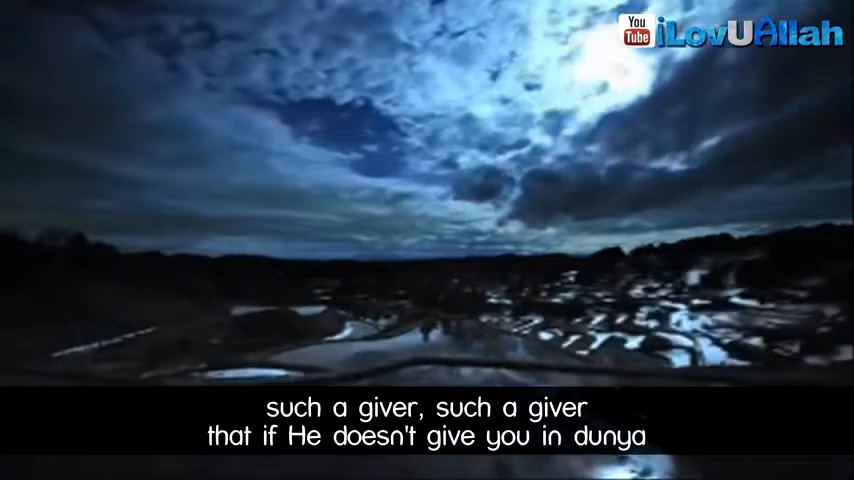 You
Tube
iLovUAllah
such a giver, such a giver
that if He doesn't give you in dunya